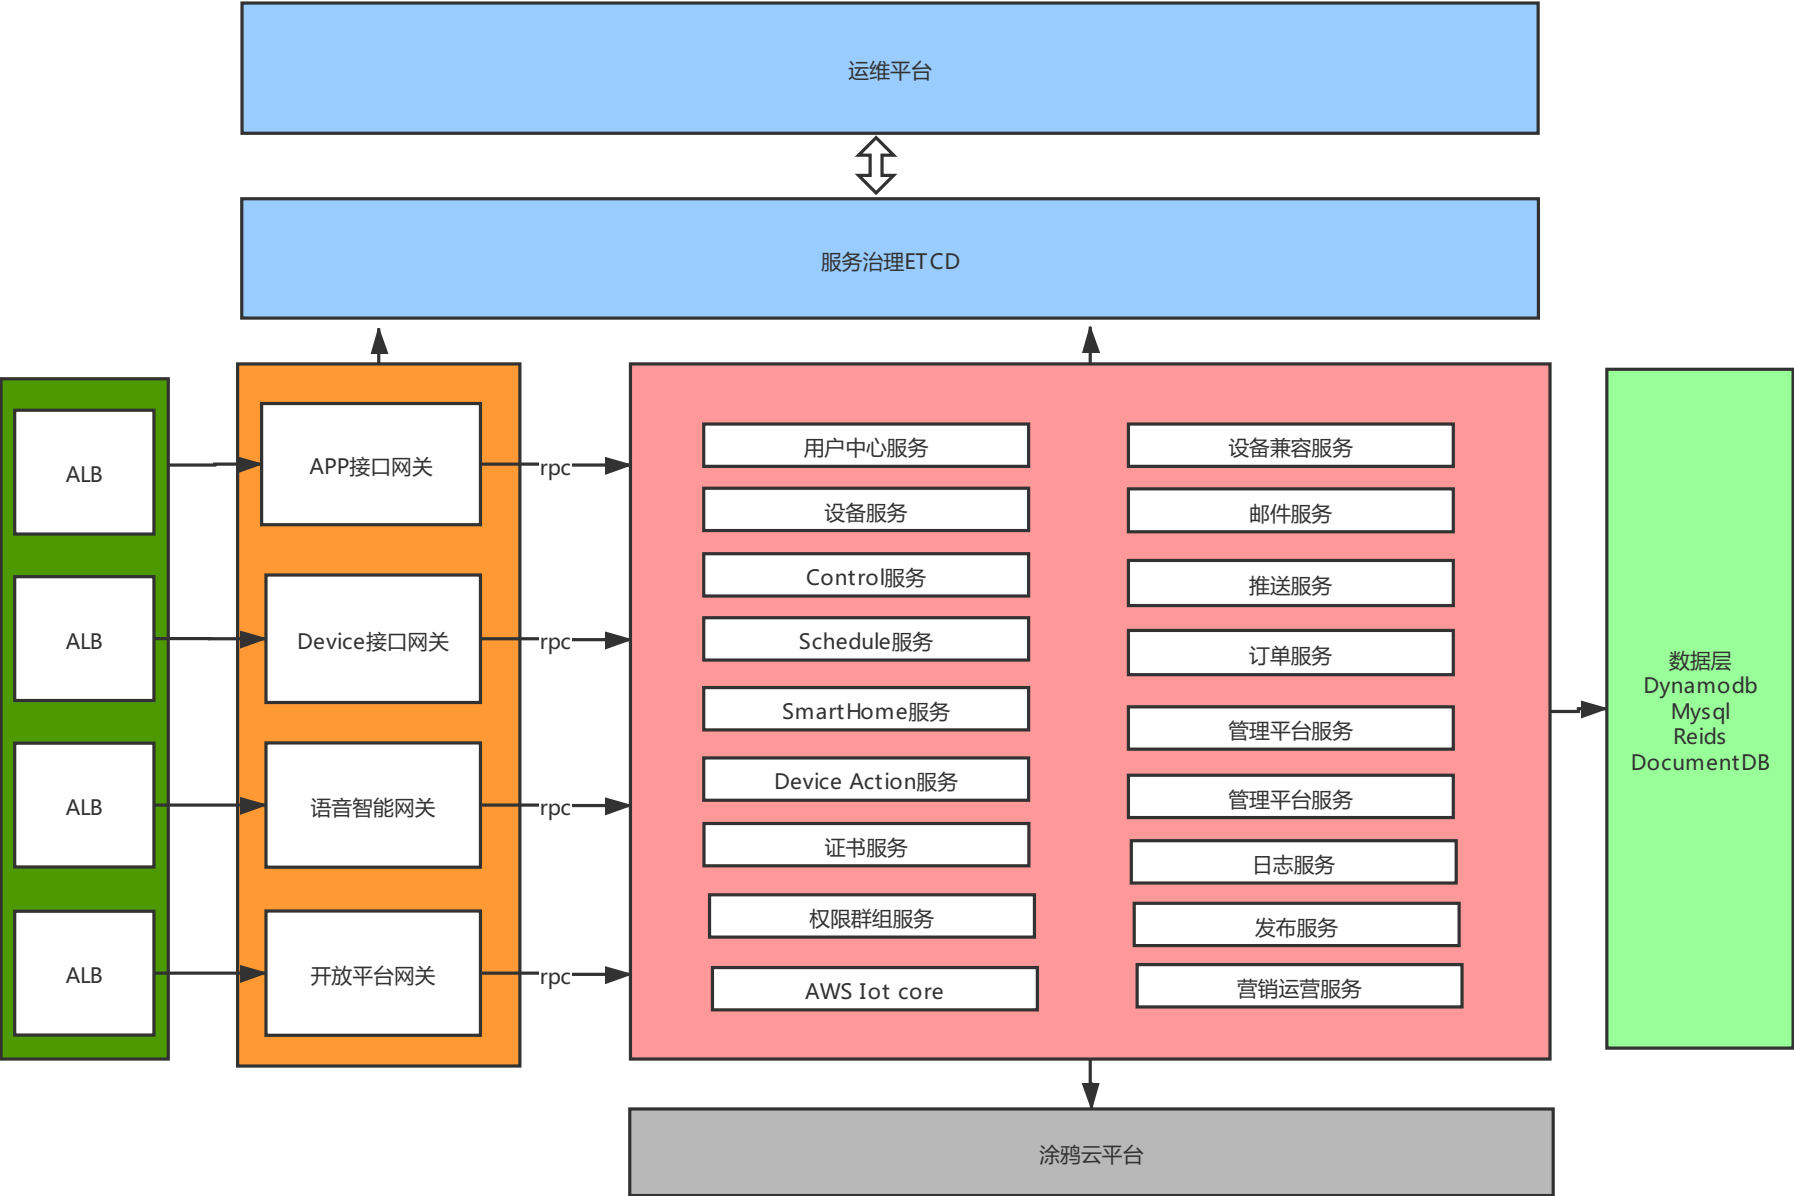 运维平台
服务治理ETCD
ALB
ALB
ALB
ALB
APP接口网关
Device接口网关
语音智能网关
开放平台网关
rpc
rpc
rpc
rpc
用户中心服务
设备服务
Control服务
Schedule服务
SmartHome服务
Device Action服务
证书服务
权限群组服务
AWS Iot core
设备兼容服务
邮件服务
推送服务
订单服务
管理平台服务
管理平台服务
日志服务
发布服务
营销运营服务
数据层
Dynamodb
Mysql
Reids
DocumentDB
涂鸦云平台